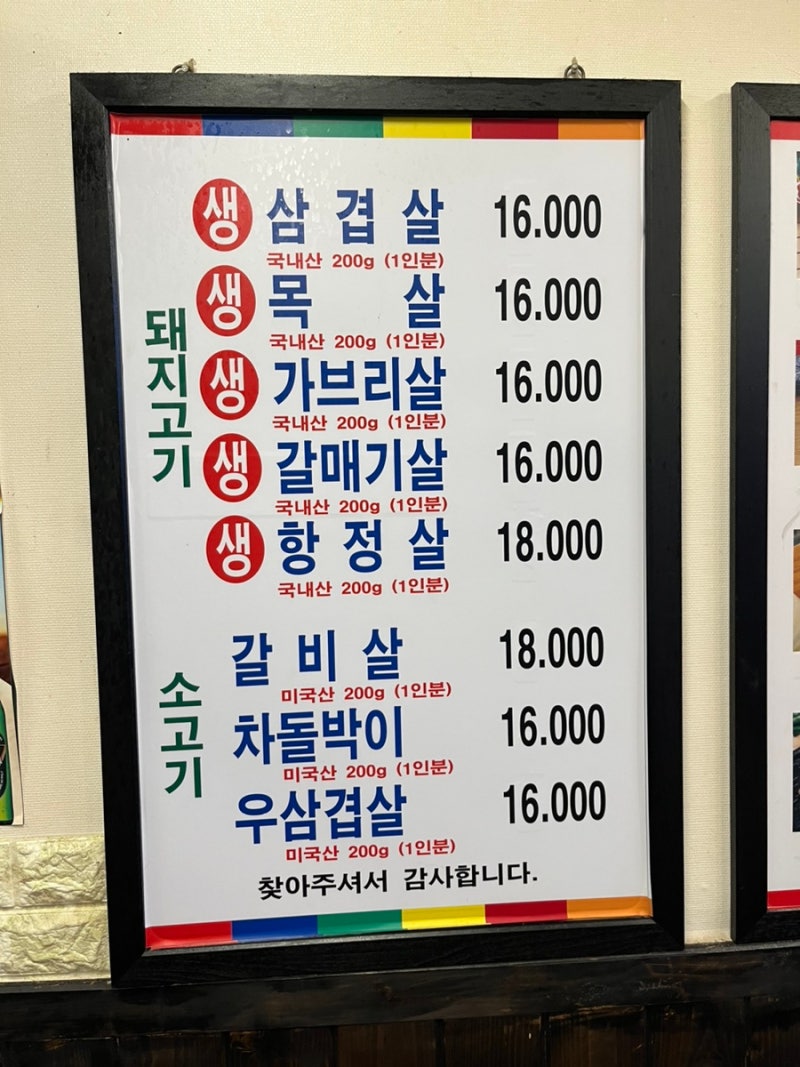 생 삼겹살 16.000
국내산 200g (1인분)
생 목살 16.000
국내산 200g (1인분)
돼지고기
생 가브리살 16.000
국내산 200g (1인분)
생 갈매기살 16.000
국내산 200g (1인분)
생 항정살 18.000
국내산 200g (1인분)
소고기
갈비살 18.000
미국산 200g (1인분)
차돌박이 16.000
미국산 200g (1인분)
우삼겹살 16.000
미국산 200g (1인분)
찾아주셔서 감사합니다.